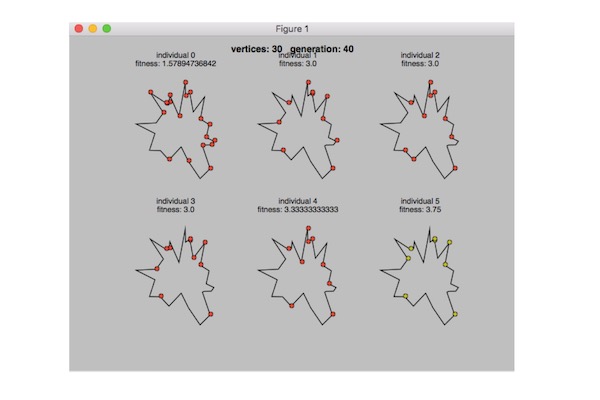 Figure 1
vertices: 30 generation: 40
individual 0
fitness: 1.57894736842
individual 1
fitness: 3.0
individual 2
fitness: 3.0
individual 3
fitness: 3.0
individual 4
fitness: 3.33333333333
individual 5
fitness: 3.75